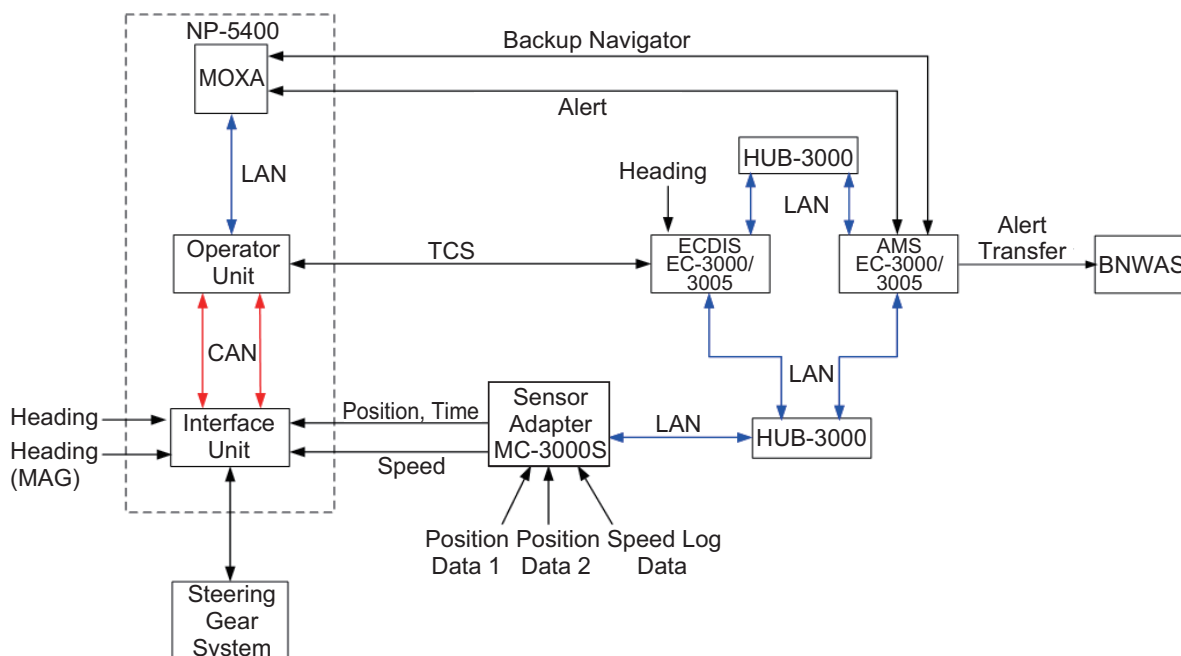 NP-5400
MOXA
Backup Navigator
Alert
LAN
HUB-3000
Heading
LAN
Operator
Unit
TCS
ECDIS
EC-3000/
3005
AMS
EC-3000/
3005
Alert
Transfer
BNWAS
CAN
LAN
Heading
Heading
(MAG)
Interface
Unit
Position, Time
Speed
Sensor
Adapter
MC-3000S
LAN
HUB-3000
Position
Data 1
Position
Data 2
Speed Log
Data
Steering
Gear
System